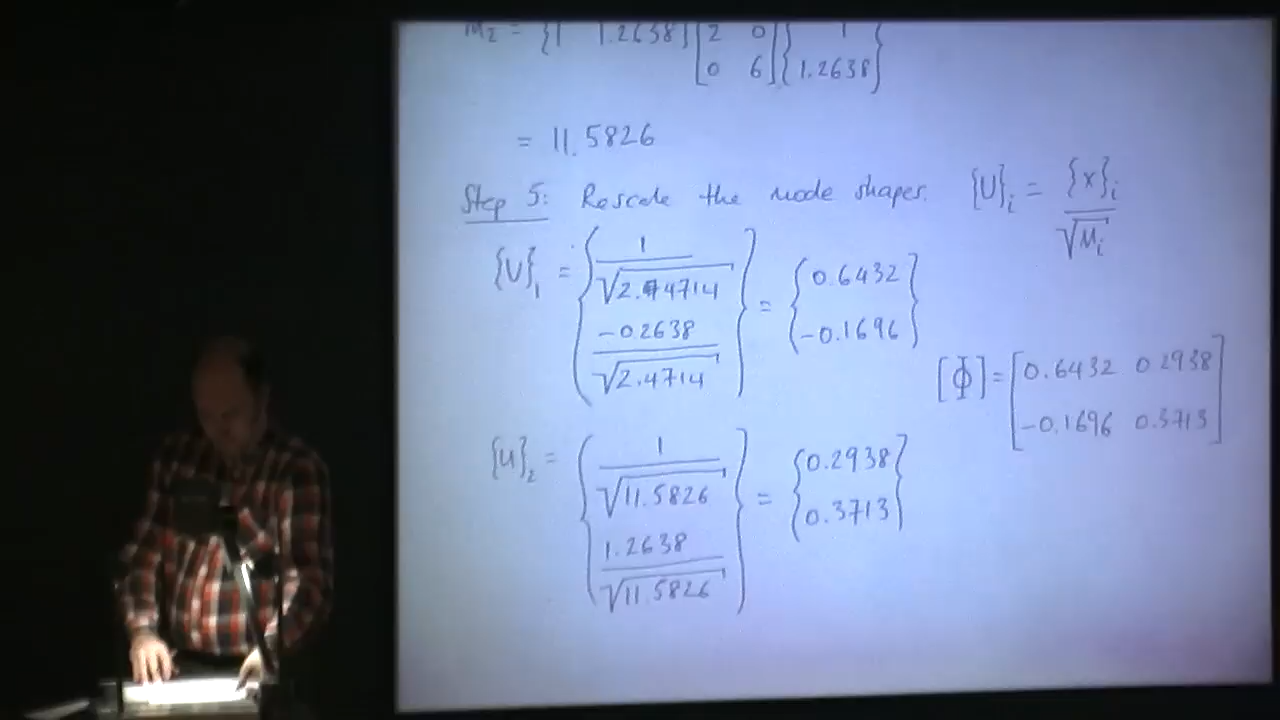 M₂ = {1 1.2638} [2 0 {1
0 6] 1.2638}
= 11.5826
Step 5: Rescale the mode shapes. {U}ᵢ = {x}ᵢ / √Mᵢ
{U}₁ = { 1 / √2.4714
-0.2638 / √2.4714 } = { 0.6432
-0.1696 }
[Φ] = [ 0.6432 0.2938
-0.1696 0.3713 ]
{U}₂ = { 1 / √11.5826
1.2638 / √11.5826 } = { 0.2938
0.3713 }